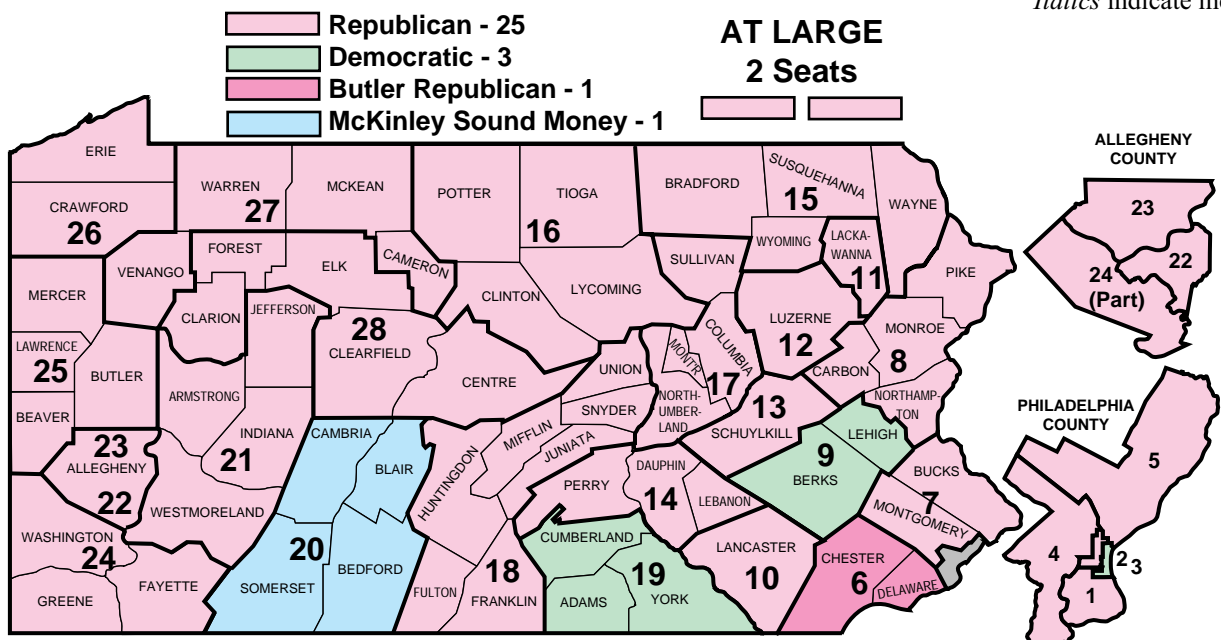 Italics indicate in
Republican - 25
Democratic - 3
Butler Republican - 1
McKinley Sound Money - 1
AT LARGE
2 Seats
ALLEGHENY
COUNTY
23
22
24
(Part)
PHILADELPHIA
COUNTY
5
4
2
3
1
ERIE
CRAWFORD
26
WARREN
27
MCKEAN
POTTER
TIOGA
16
BRADFORD
SUSQUEHANNA
15
WAYNE
WYOMING
LACKA-
WANNA
11
SULLIVAN
PIKE
FOREST
VENANGO
ELK
CAMERON
MERCER
CLARION
JEFFERSON
CLINTON
LYCOMING
LUZERNE
12
MONROE
8
COLUMBIA
MONTR
17
LAWRENCE
25
BUTLER
28
CLEARFIELD
CENTRE
UNION
CARBON
NORTHAMP-
TON
BEAVER
ARMSTRONG
INDIANA
21
SNYDER
NORTH-
UMBER-
LAND
13
SCHUYLKILL
LEHIGH
MIFFLIN
JUNIATA
CAMBRIA
BLAIR
HUNTINGDON
23
ALLEGHENY
22
WESTMORELAND
PERRY
DAUPHIN
14
LEBANON
9
BERKS
BUCKS
7
MONTGOMERY
WASHINGTON
24
GREENE
FAYETTE
20
SOMERSET
BEDFORD
FULTON
18
FRANKLIN
CUMBERLAND
19
ADAMS
YORK
LANCASTER
10
CHESTER
6
DELAWARE